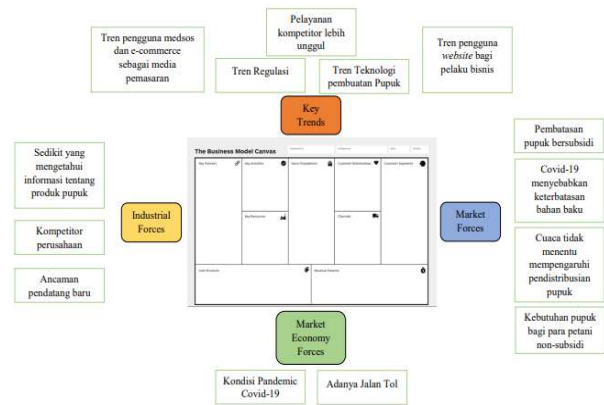 Pelayanan
kompetitor lebih
unggul
Tren pengguna medsos
dan e-commerce
sebagai media
pemasaran
Tren pengguna
website bagi
pelaku bisnis
Tren Regulasi
Tren Teknologi
pembuatan Pupuk
Key
Trends
Sedikit yang
mengetahui
informasi tentang
produk pupuk
Kompetitor
perusahaan
Ancaman
pendatang baru
Industrial
Forces
The Business Model Canvas
Key Partners
Key Activities
Value Propositions
Customer Relationships
Customer Segments
Key Resources
Channels
Cost Structure
Revenue Streams
Market
Forces
Pembatasan
pupuk bersubsidi
Covid-19
menyebabkan
keterbatasan
bahan baku
Cuaca tidak
menentu
mempengaruhi
pendistribusian
pupuk
Kebutuhan pupuk
bagi para petani
non-subsidi
Market
Economy
Forces
Kondisi Pandemic
Covid-19
Adanya Jalan Tol